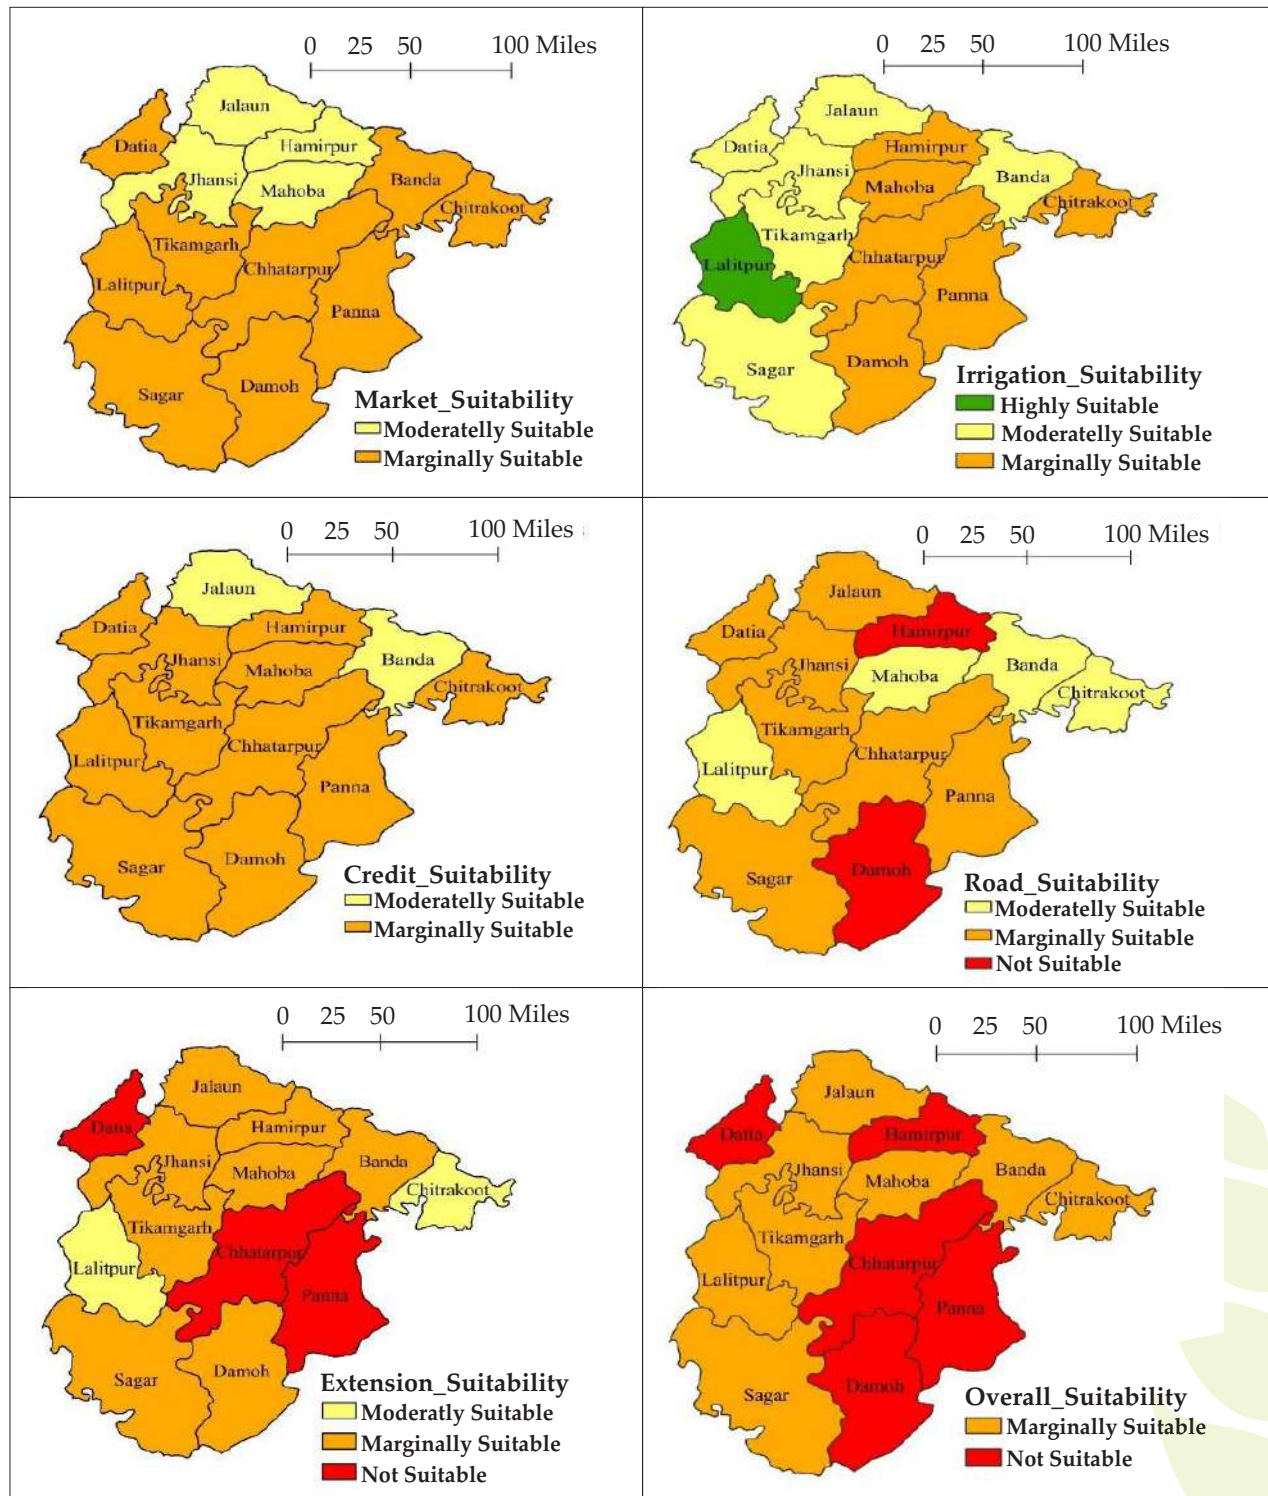 0 25 50 100 Miles
Jalaun
Datia
Hamirpur
Jhansi
Mahoba
Banda
Chitrakoot
Tikamgarh
Lalitpur
Chhatarpur
Panna
Sagar
Damoh
Market_Suitability
Moderatelly Suitable
Marginally Suitable
0 25 50 100 Miles
Jalaun
Datia
Hamirpur
Jhansi
Mahoba
Banda
Chitrakoot
Tikamgarh
Lalitpur
Chhatarpur
Panna
Sagar
Damoh
Irrigation_Suitability
Highly Suitable
Moderatelly Suitable
Marginally Suitable
0 25 50 100 Miles
Jalaun
Datia
Hamirpur
Jhansi
Mahoba
Banda
Chitrakoot
Tikamgarh
Lalitpur
Chhatarpur
Panna
Sagar
Damoh
Credit_Suitability
Moderatelly Suitable
Marginally Suitable
0 25 50 100 Miles
Jalaun
Datia
Hamirpur
Jhansi
Mahoba
Banda
Chitrakoot
Tikamgarh
Lalitpur
Chhatarpur
Panna
Sagar
Damoh
Road_Suitability
Moderatelly Suitable
Marginally Suitable
Not Suitable
0 25 50 100 Miles
Jalaun
Datia
Hamirpur
Jhansi
Mahoba
Banda
Chitrakoot
Tikamgarh
Lalitpur
Chhatarpur
Panna
Sagar
Damoh
Extension_Suitability
Moderatly Suitable
Marginally Suitable
Not Suitable
0 25 50 100 Miles
Jalaun
Datia
Hamirpur
Jhansi
Mahoba
Banda
Chitrakoot
Tikamgarh
Lalitpur
Chhatarpur
Panna
Sagar
Damoh
Overall_Suitability
Marginally Suitable
Not Suitable